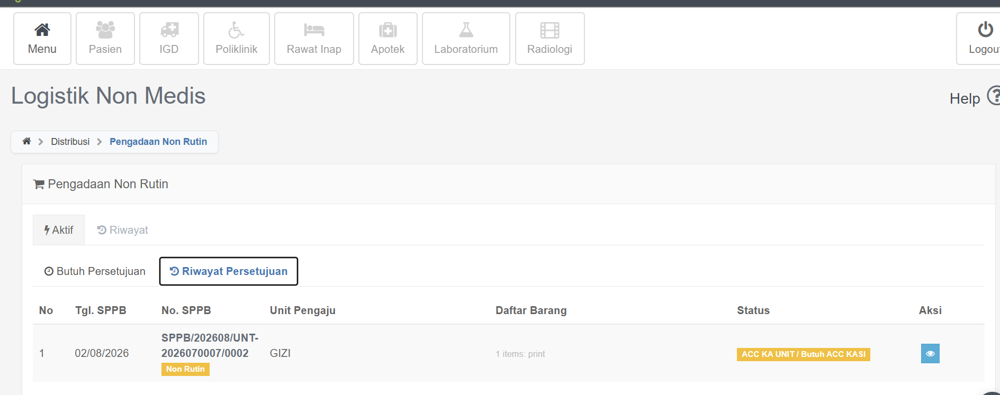 Menu
Pasien
IGD
Poliklinik
Rawat Inap
Apotek
Laboratorium
Radiologi
Logout
Logistik Non Medis
Help
Distribusi
Pengadaan Non Rutin
Pengadaan Non Rutin
Aktif
Riwayat
Butuh Persetujuan
Riwayat Persetujuan
No
Tgl. SPPB
No. SPPB
Unit Pengaju
Daftar Barang
Status
Aksi
1
02/08/2026
SPPB/202608/UNT-
2026070007/0002
Non Rutin
GIZI
1 items: print
ACC KA UNIT / Butuh ACC KASI